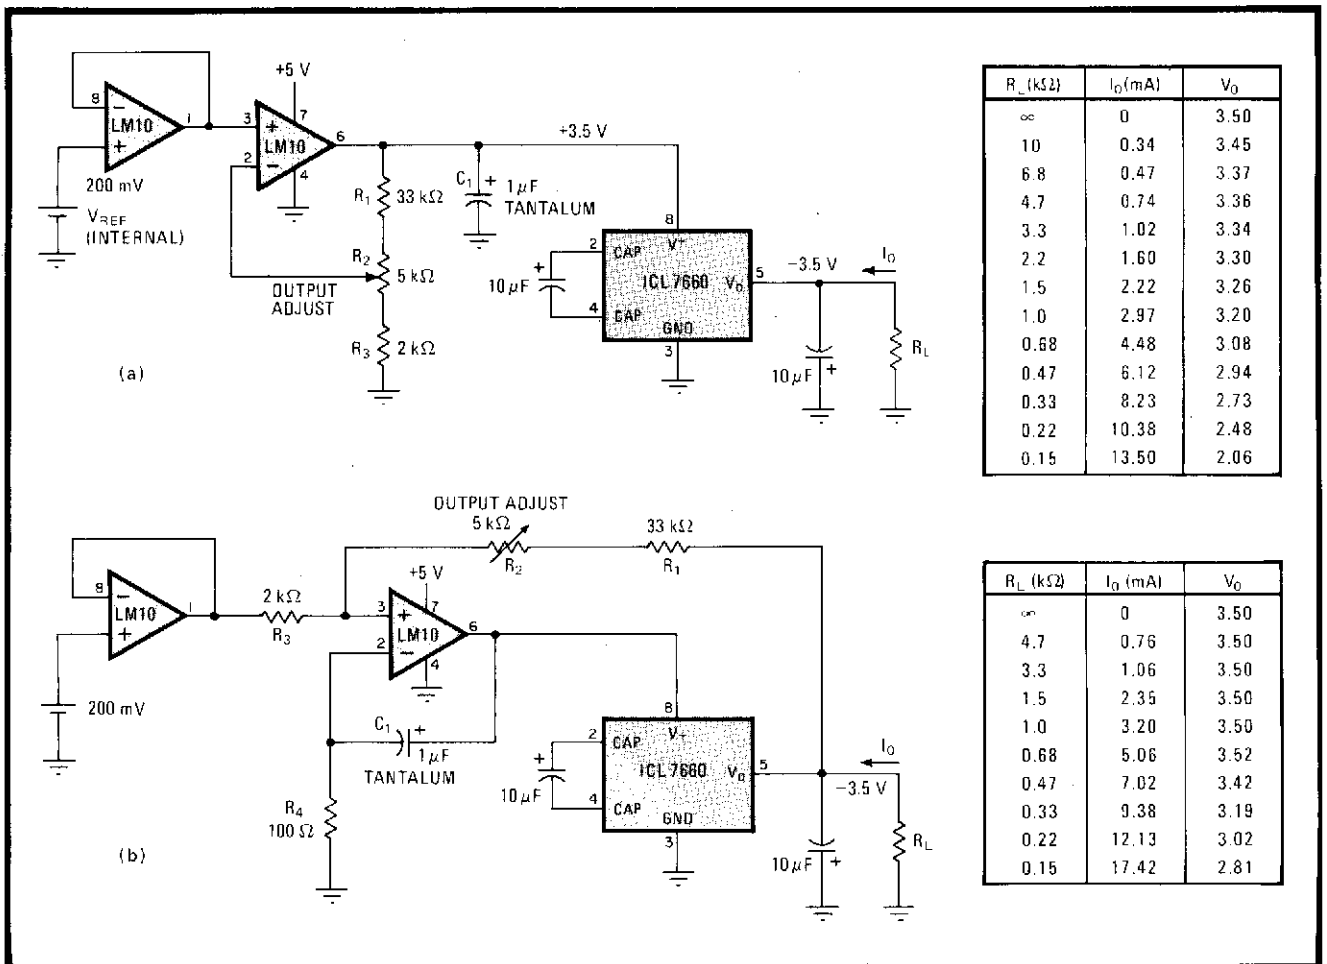 +5 V
8
−
1
LM10
+
3
+
7
6
LM10
2
−
4
200 mV
V_REF
(INTERNAL)
+3.5 V
R1
33 kΩ
C1
+
1 µF
TANTALUM
R2
5 kΩ
OUTPUT
ADJUST
R3
2 kΩ
8
2
CAP
V+
+
10 µF
ICL7660
V0
5
−3.5 V
I0
4
CAP
GND
3
10 µF
+
RL
(a)
RL (kΩ) I0 (mA) V0
∞ 0 3.50
10 0.34 3.45
6.8 0.47 3.37
4.7 0.74 3.36
3.3 1.02 3.34
2.2 1.60 3.30
1.5 2.22 3.26
1.0 2.97 3.20
0.68 4.48 3.08
0.47 6.12 2.94
0.33 8.23 2.73
0.22 10.38 2.48
0.15 13.50 2.06
OUTPUT ADJUST
5 kΩ
R2
33 kΩ
R1
8
−
1
LM10
+
2 kΩ
R3
+5 V
3
+
7
6
LM10
2
−
4
200 mV
C1
+
1 µF
TANTALUM
R4
100 Ω
8
2
CAP
V+
+
10 µF
ICL7660
V0
5
−3.5 V
I0
4
CAP
GND
3
10 µF
+
RL
(b)
RL (kΩ) I0 (mA) V0
∞ 0 3.50
4.7 0.76 3.50
3.3 1.06 3.50
1.5 2.35 3.50
1.0 3.20 3.50
0.68 5.06 3.52
0.47 7.02 3.42
0.33 9.38 3.19
0.22 12.13 3.02
0.15 17.42 2.81